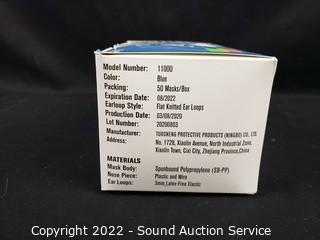 Model Number: 11000
Color: Blue
Packing: 50 Masks/Box
Expiration Date: 08/2022
Earloop Style: Flat Knitted Ear Loops
Production Date: 03/08/2020
Lot Number 20200803
Manufacturer: TUOSHENG PROTECTIVE PRODUCTS (NINGBO) CO., LTD.
Address: No. 1728, Xiaolin Avenue, North Industrial Zone,
Xiaolin Town, Cixi City, Zhejiang Province,China
MATERIALS
Mask Body: Spunbound Polypropylene (SB-PP)
Nose Piece: Plastic and Wire
Ear Loops: 5mm,Latex-Free Elastic
Copyright 2022 - Sound Auction Service